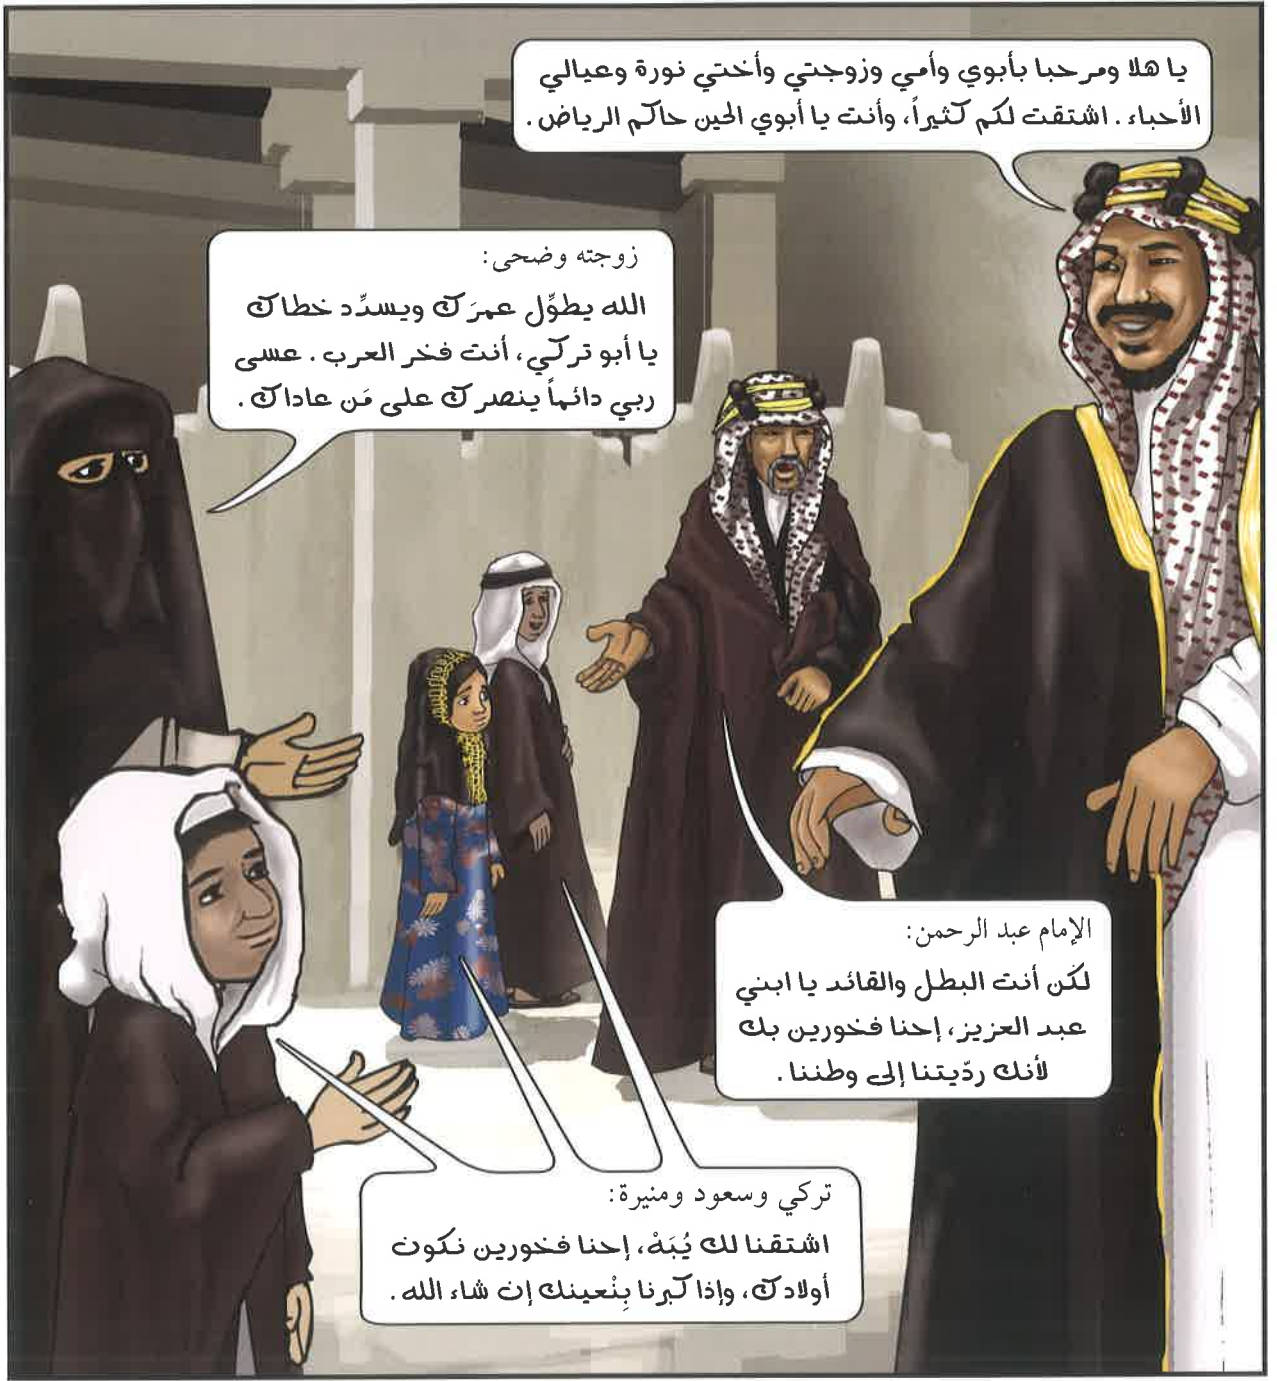 يا هلا ومرحبا بأبوي وأمي وزوجتي وأختي نورة وعيالي
الأحباء. اشتقت لكم كثيراً، وأنت يا أبوي الحين حاكم الرياض.
زوجته وضحى:
الله يطوِّل عمرَك ويسدِّد خطاك
يا أبو تركي، أنت فخر العرب. عسى
ربي دائماً ينصرك على مَن عاداك.
الإمام عبد الرحمن:
لكن أنت البطل والقائد يا ابني
عبد العزيز، إحنا فخورين بك
لأنك ردّيتنا إلى وطننا.
تركي وسعود ومنيرة:
اشتقنا لك يُبَهْ، إحنا فخورين نكون
أولادك، وإذا كبرنا بِنْعينك إن شاء الله.